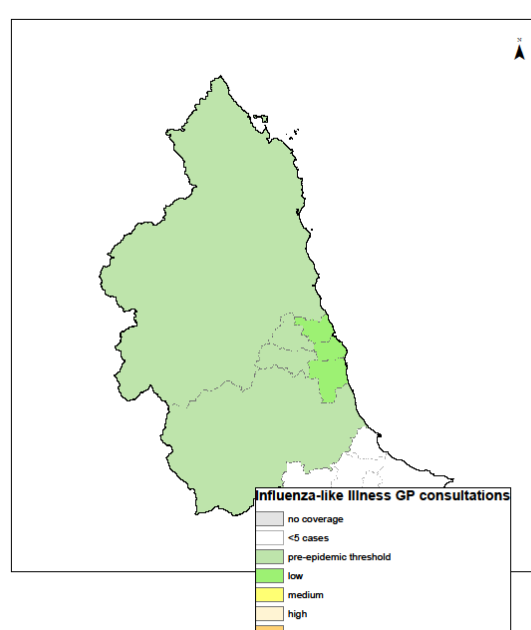 N
Influenza-like Illness GP consultations
no coverage
<5 cases
pre-epidemic threshold
low
medium
high